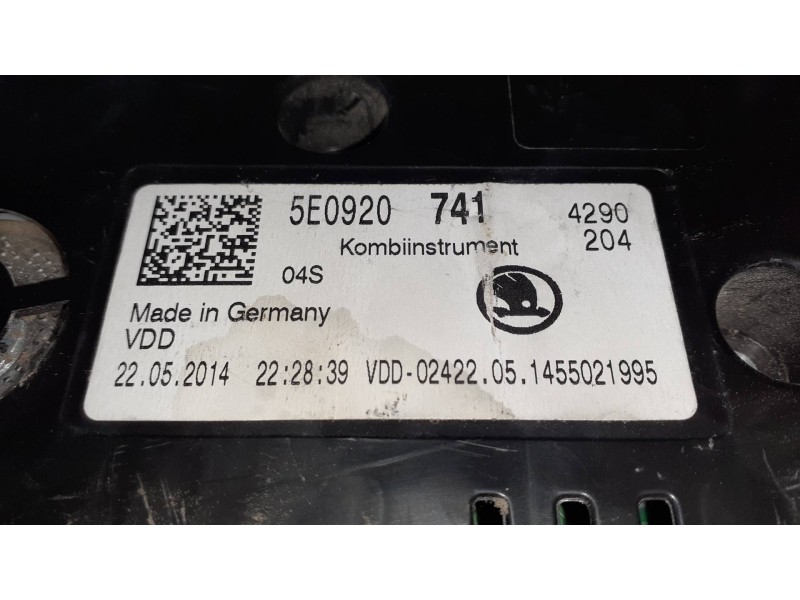 5E0920 741 4290
Kombiinstrument 204
04S
Made in Germany
VDD
22.05.2014 22:28:39 VDD-02422.05.1455021995